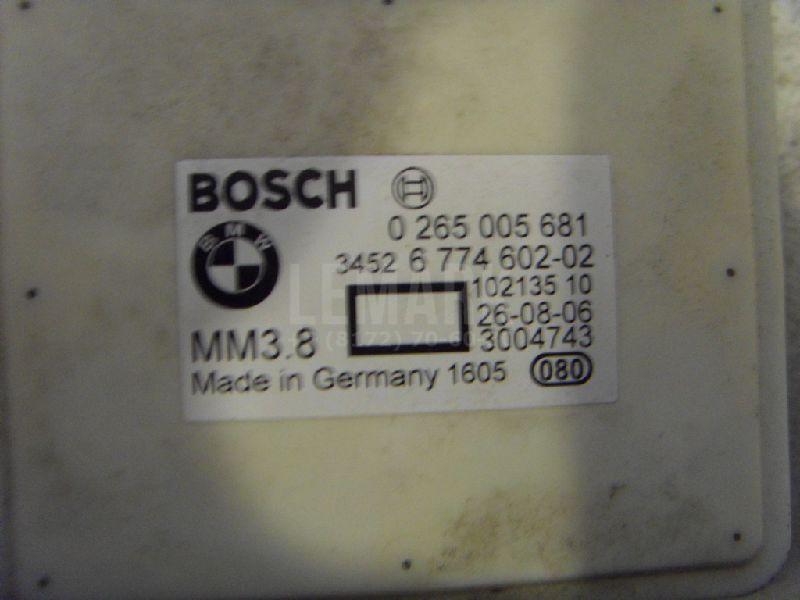 BOSCH
0 265 005 681
BMW
3452 6 774 602-02
102135 10
26-08-06
MM3.8
3004743
Made in Germany 1605 080